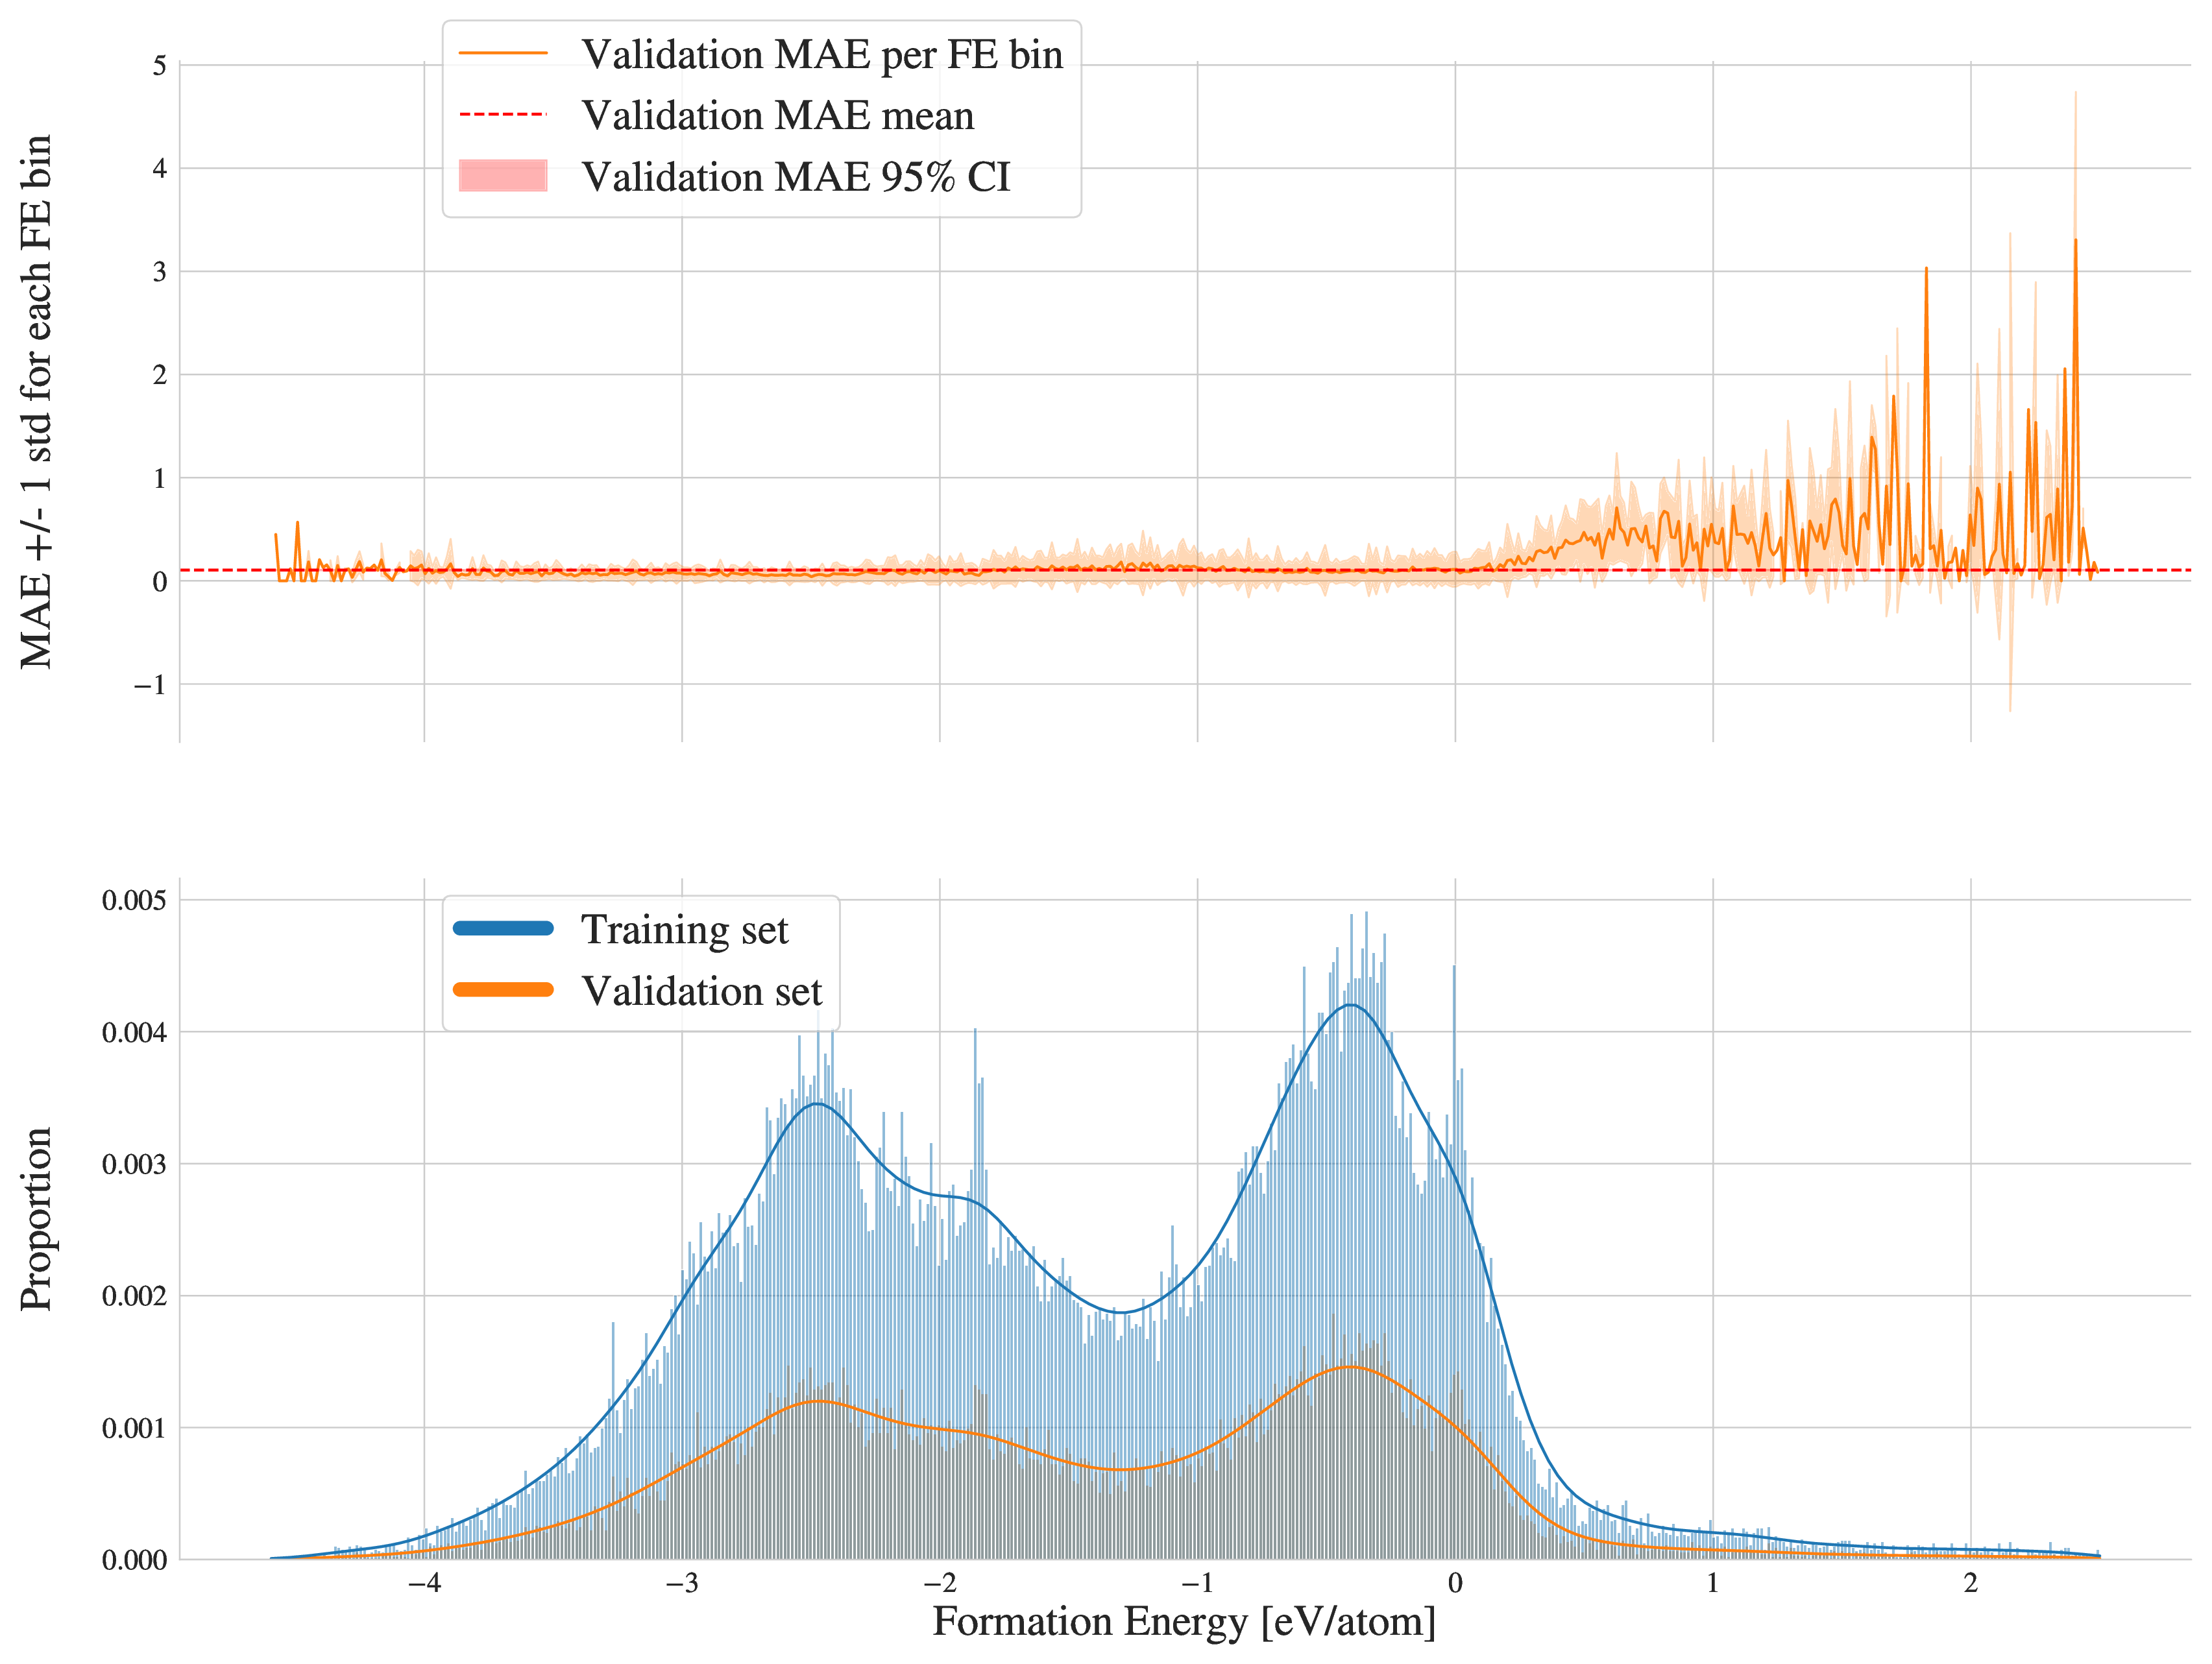 Validation MAE per FE bin
Validation MAE mean
Validation MAE 95% CI
MAE +/- 1 std for each FE bin
5
4
3
2
1
0
−1
Training set
Validation set
Proportion
0.005
0.004
0.003
0.002
0.001
0.000
−4 −3 −2 −1 0 1 2
Formation Energy [eV/atom]